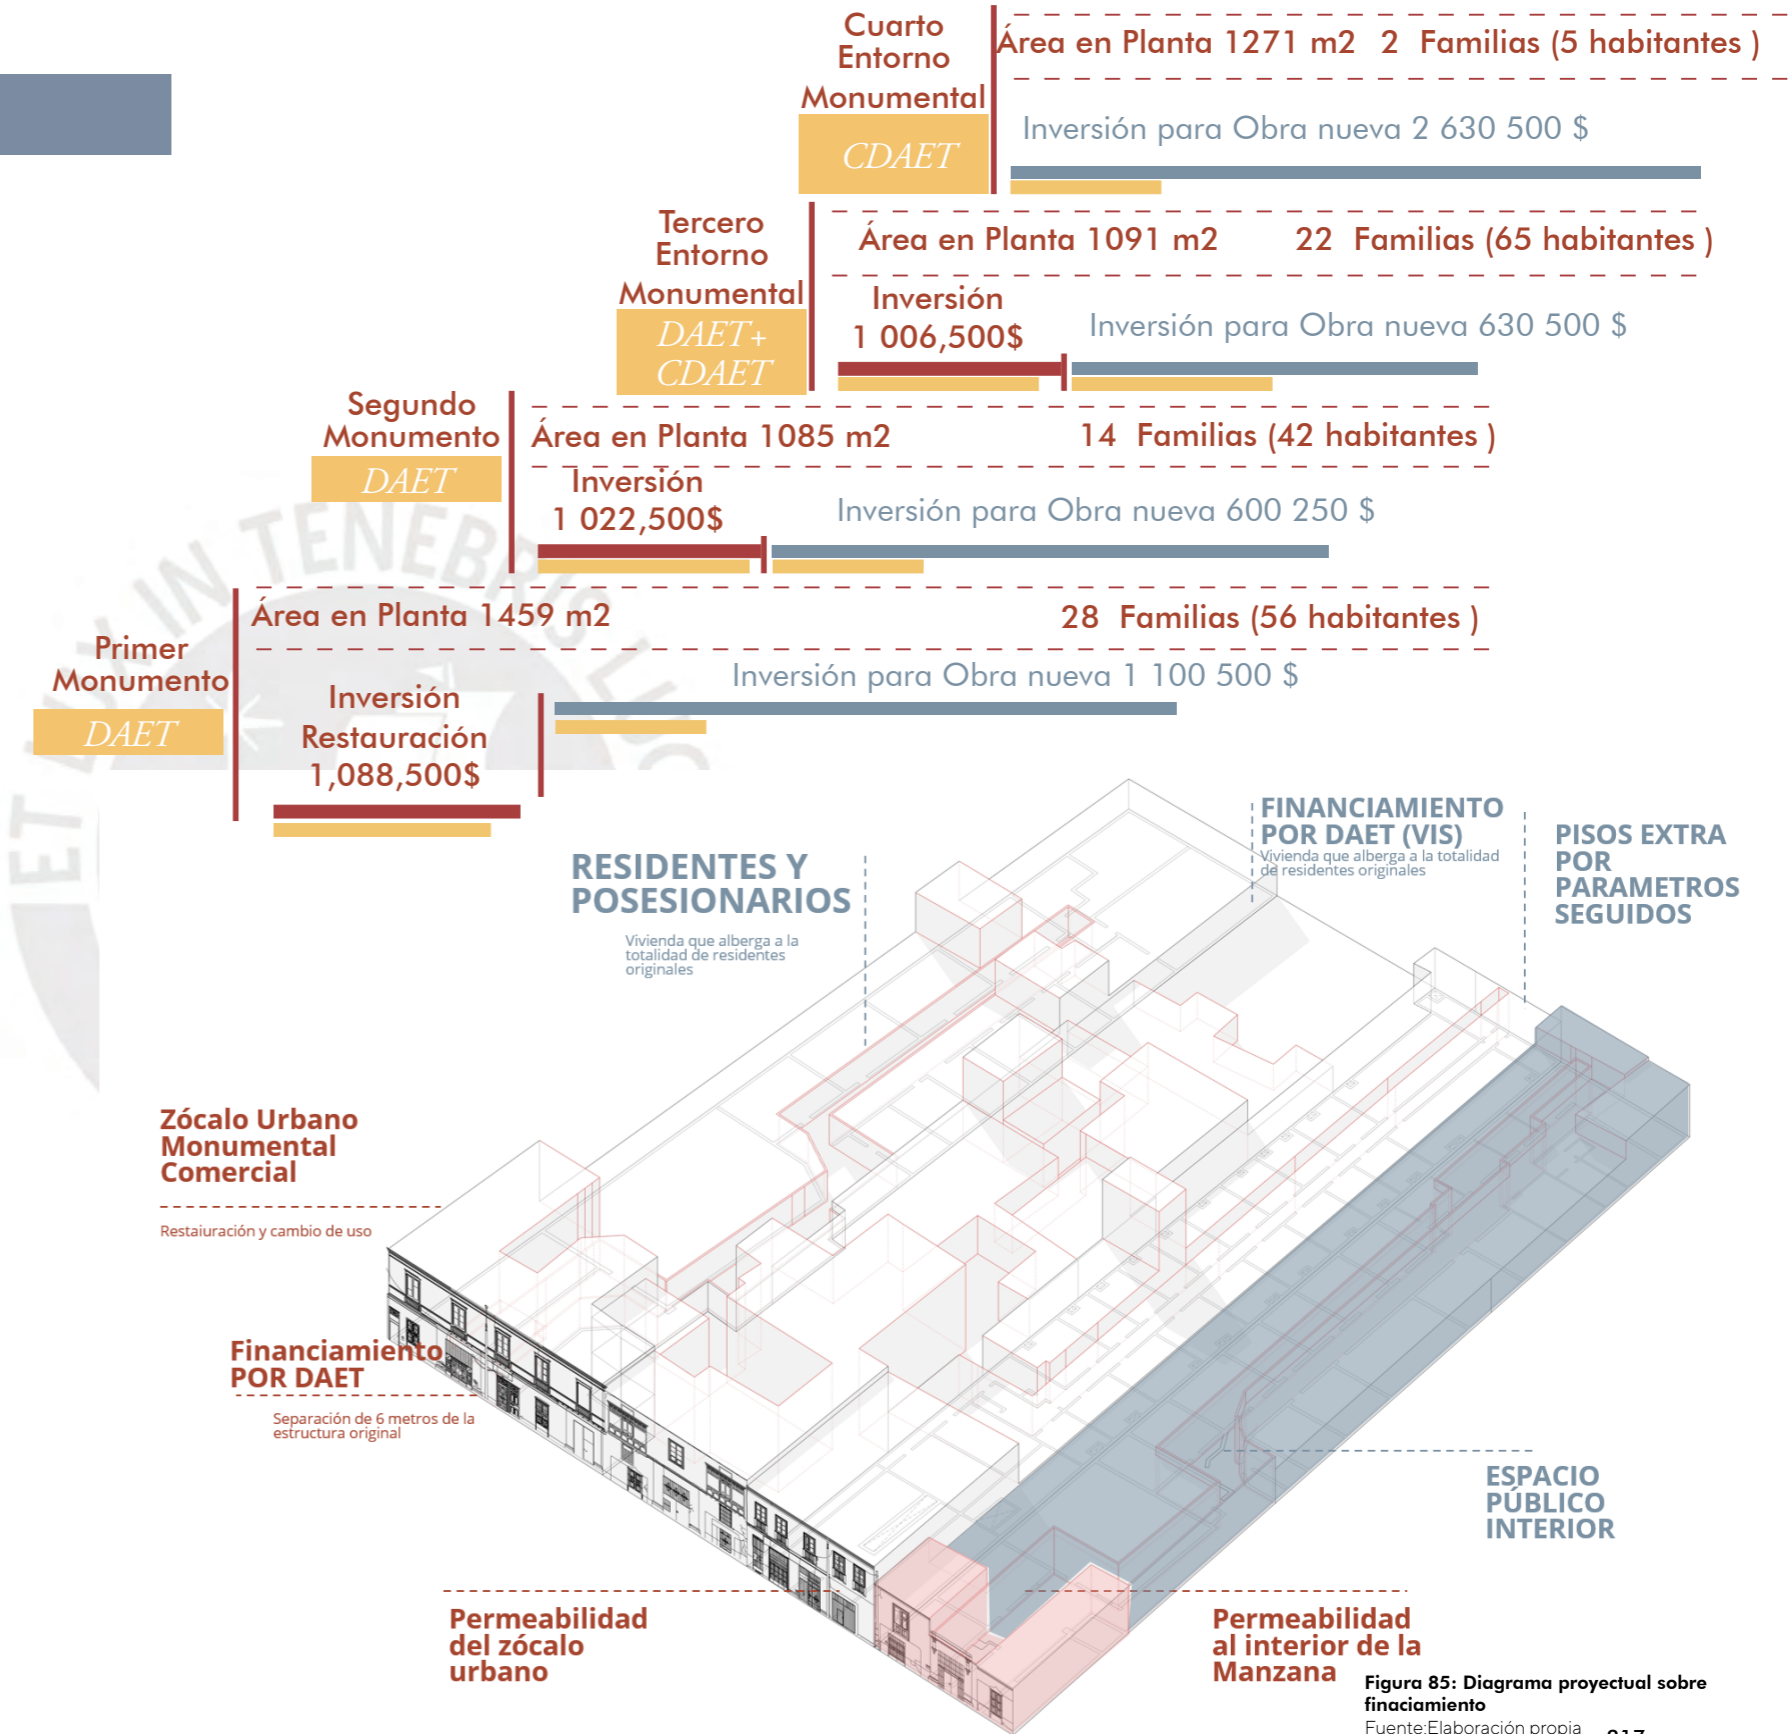 Cuarto
Entorno
Monumental
CDAET
Área en Planta 1271 m2 2 Familias (5 habitantes )
Inversión para Obra nueva 2 630 500 $
Tercero
Entorno
Monumental
DAET+
CDAET
Área en Planta 1091 m2 22 Familias (65 habitantes )
Inversión
1 006,500$
Inversión para Obra nueva 630 500 $
Segundo
Monumento
DAET
Área en Planta 1085 m2 14 Familias (42 habitantes )
Inversión
1 022,500$
Inversión para Obra nueva 600 250 $
Primer
Monumento
DAET
Área en Planta 1459 m2 28 Familias (56 habitantes )
Inversión
Restauración
1,088,500$
Inversión para Obra nueva 1 100 500 $
ET LUX IN TENEBRIS LUC
RESIDENTES Y
POSESIONARIOS
Vivienda que alberga a la
totalidad de residentes
originales
FINANCIAMIENTO
POR DAET (VIS)
Vivienda que alberga a la totalidad
de residentes originales
PISOS EXTRA
POR
PARAMETROS
SEGUIDOS
Zócalo Urbano
Monumental
Comercial
Restaiuración y cambio de uso
Financiamiento
POR DAET
Separación de 6 metros de la
estructura original
ESPACIO
PÚBLICO
INTERIOR
Permeabilidad
del zócalo
urbano
Permeabilidad
al interior de la
Manzana
Figura 85: Diagrama proyectual sobre
finaciamiento
Fuente:Elaboración propia